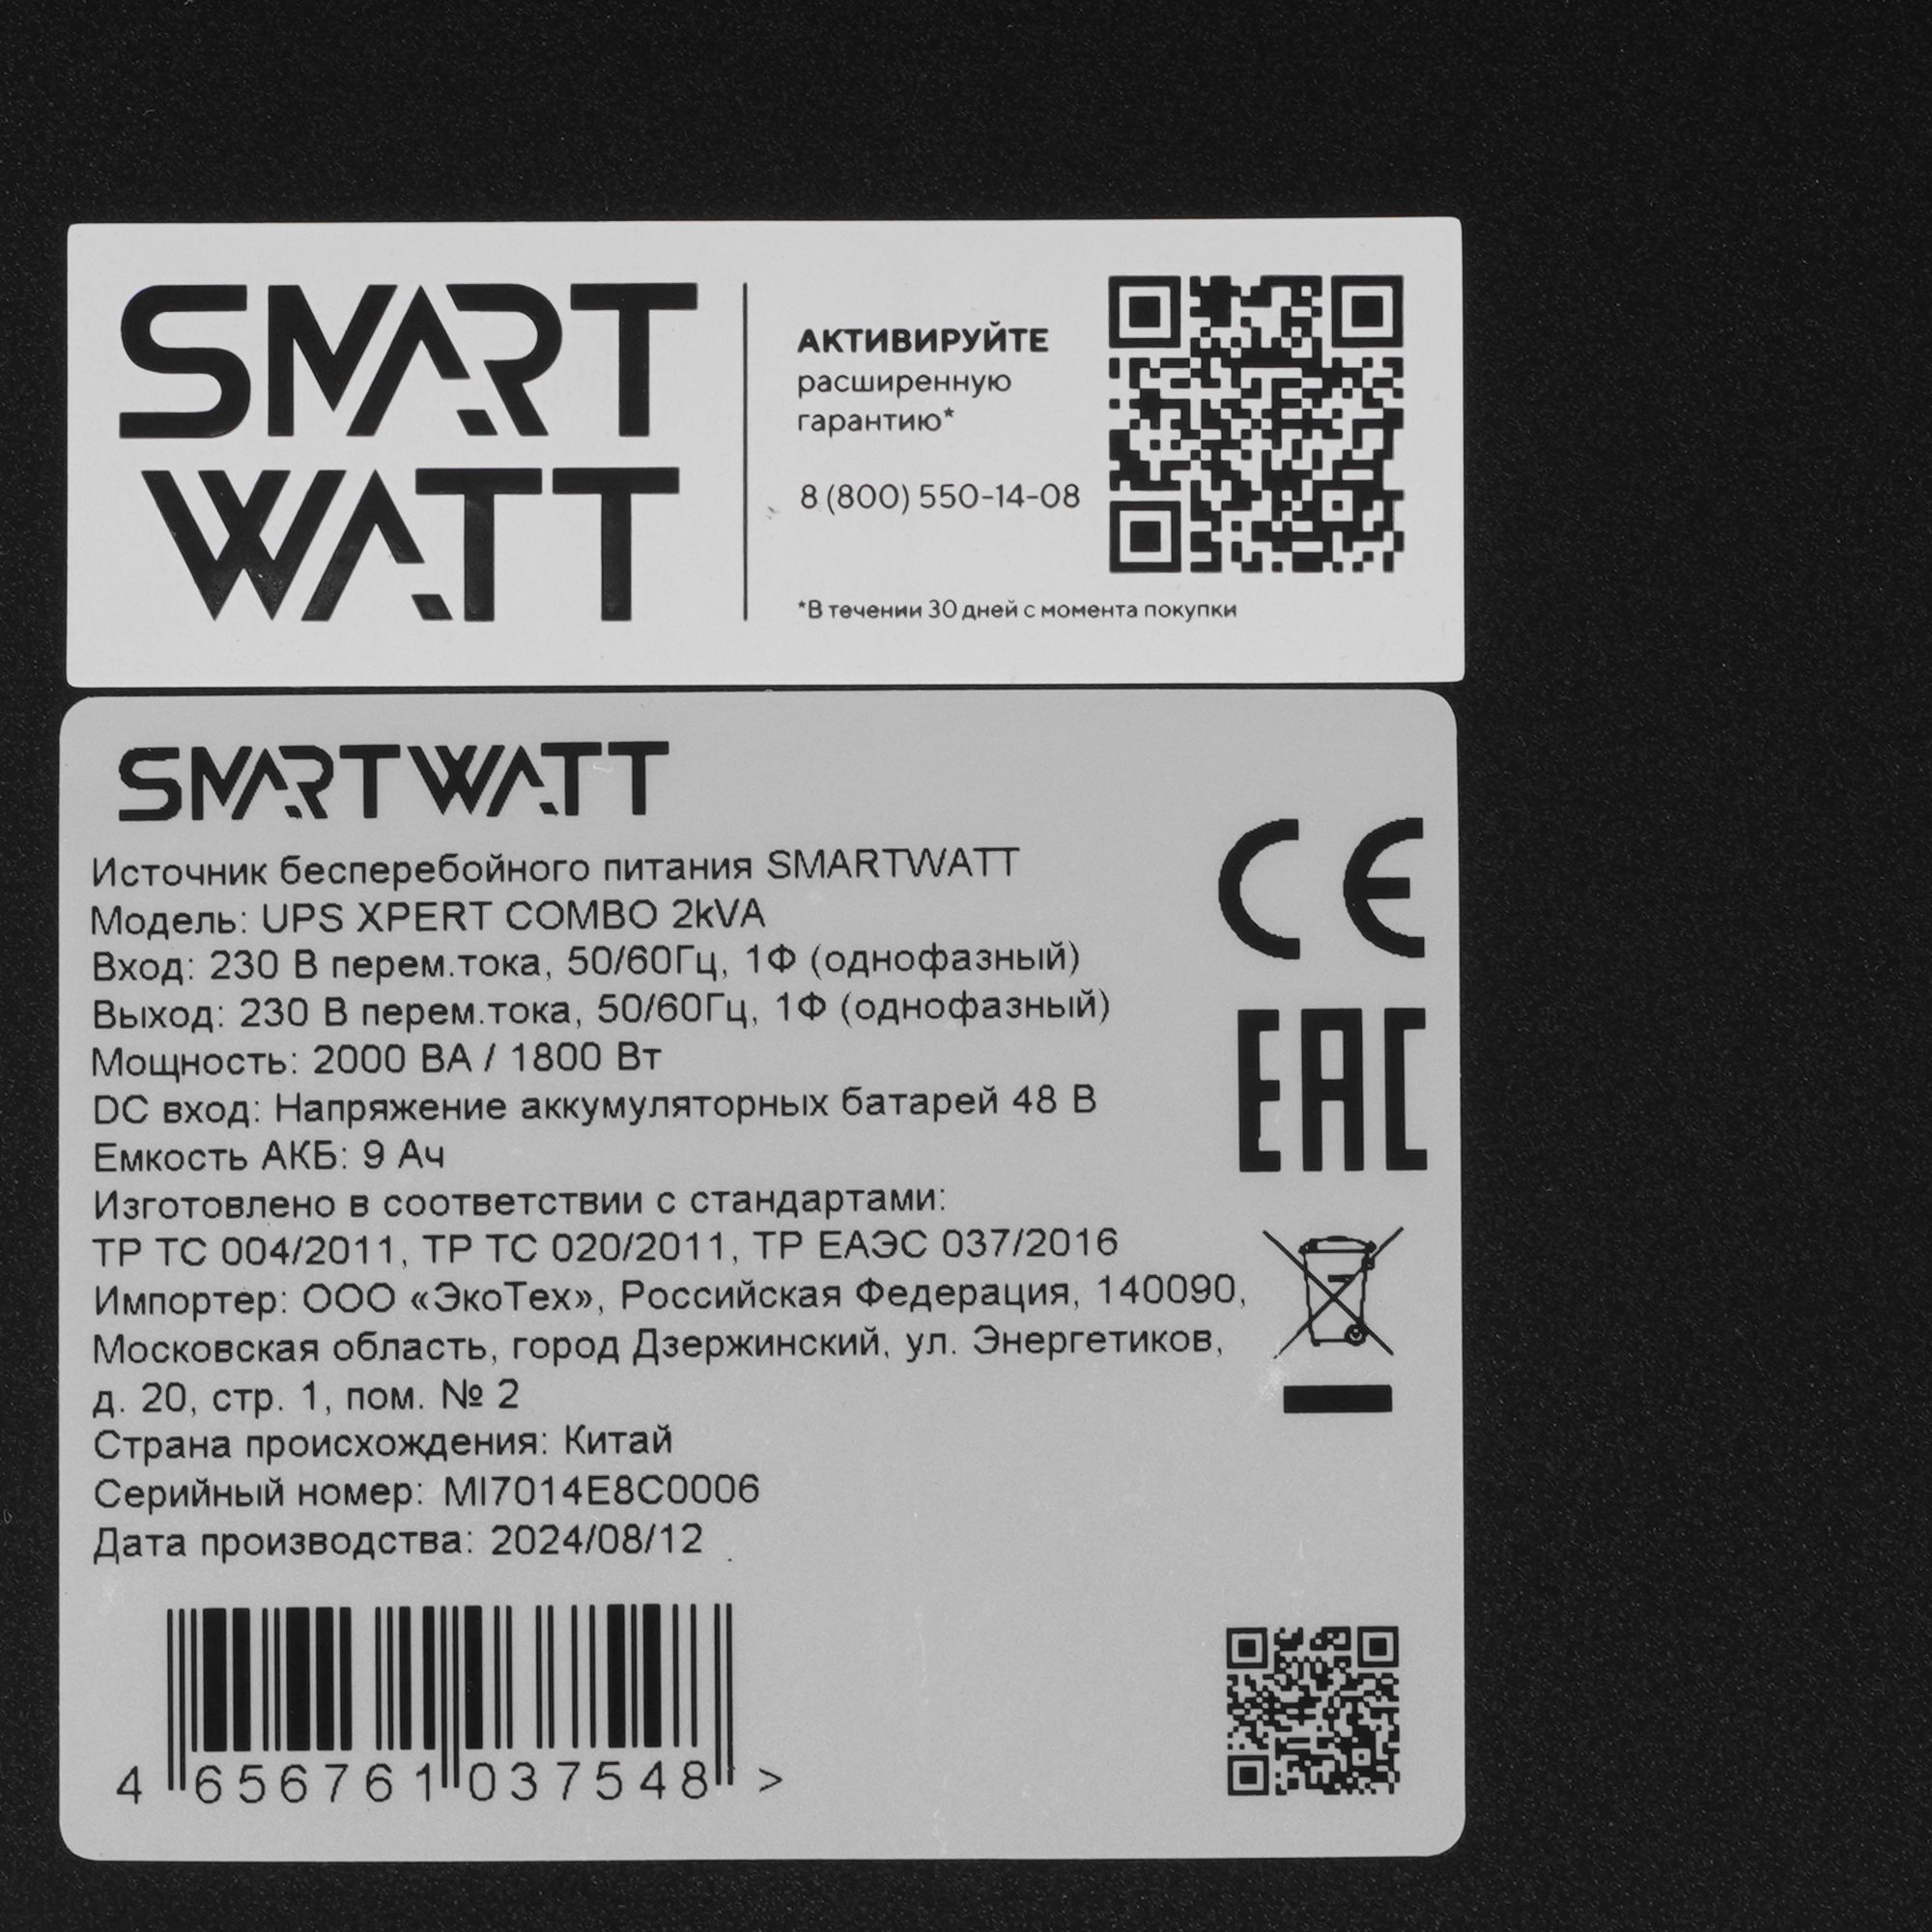 SMART
WATT
АКТИВИРУЙТЕ
расширенную
гарантию*
8 (800) 550-14-08
*В течении 30 дней с момента покупки
SMARTWATT
Источник бесперебойного питания SMARTWATT
Модель: UPS XPERT COMBO 2kVA
Вход: 230 В перем.тока, 50/60Гц, 1Ф (однофазный)
Выход: 230 В перем.тока, 50/60Гц, 1Ф (однофазный)
Мощность: 2000 ВА / 1800 Вт
DC вход: Напряжение аккумуляторных батарей 48 В
Емкость АКБ: 9 Ач
Изготовлено в соответствии с стандартами:
ТР ТС 004/2011, ТР ТС 020/2011, ТР ЕАЭС 037/2016
Импортер: ООО «ЭкоТех», Российская Федерация, 140090,
Московская область, город Дзержинский, ул. Энергетиков,
д. 20, стр. 1, пом. № 2
Страна происхождения: Китай
Серийный номер: MI7014E8C0006
Дата производства: 2024/08/12
CE
EAC
4 656761 037548 >